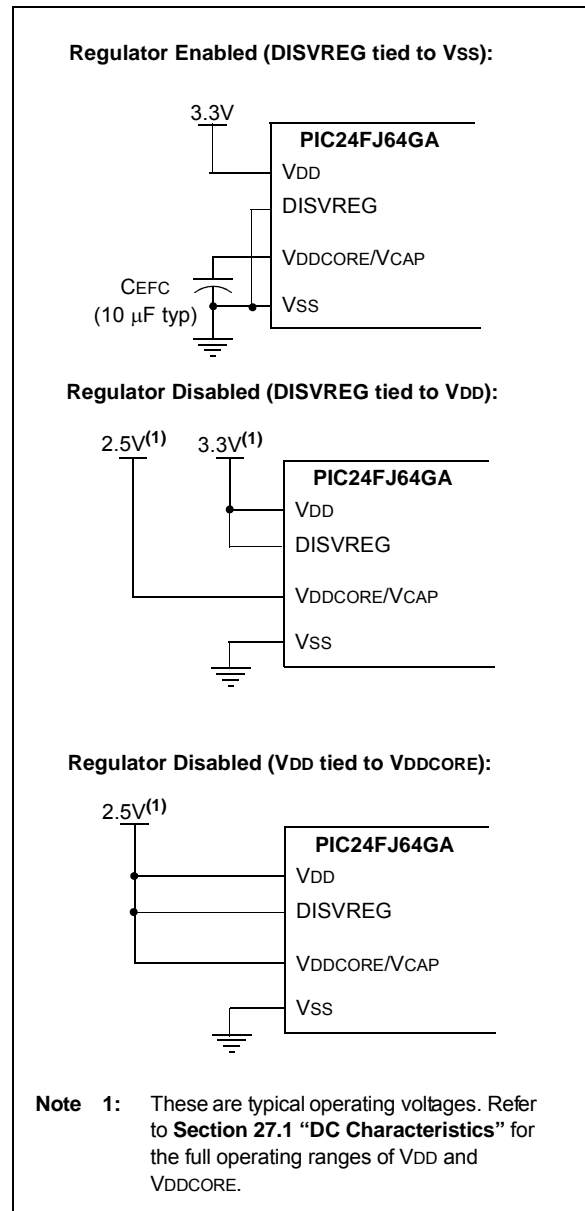 Regulator Enabled (DISVREG tied to VSS):
3.3V
PIC24FJ64GA
VDD
DISVREG
VDDCORE/VCAP
CEFC
(10 μF typ)
VSS
Regulator Disabled (DISVREG tied to VDD):
2.5V(1) 3.3V(1)
PIC24FJ64GA
VDD
DISVREG
VDDCORE/VCAP
VSS
Regulator Disabled (VDD tied to VDDCORE):
2.5V(1)
PIC24FJ64GA
VDD
DISVREG
VDDCORE/VCAP
VSS
Note 1: These are typical operating voltages. Refer
to Section 27.1 “DC Characteristics” for
the full operating ranges of VDD and
VDDCORE.